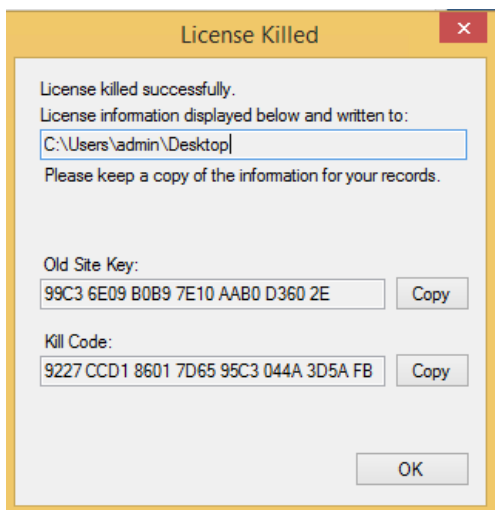 License Killed
License killed successfully.
License information displayed below and written to:
C:\Users\admin\Desktop
Please keep a copy of the information for your records.
Old Site Key:
99C3 6E09 B0B9 7E10 AAB0 D360 2E
Copy
Kill Code:
9227 CCD1 8601 7D65 95C3 044A 3D5A FB
Copy
OK